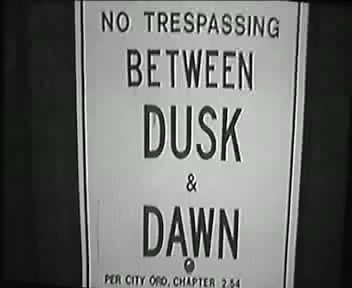 NO TRESPASSING
BETWEEN
DUSK
&
DAWN
PER CITY ORD. CHAPTER 2.54